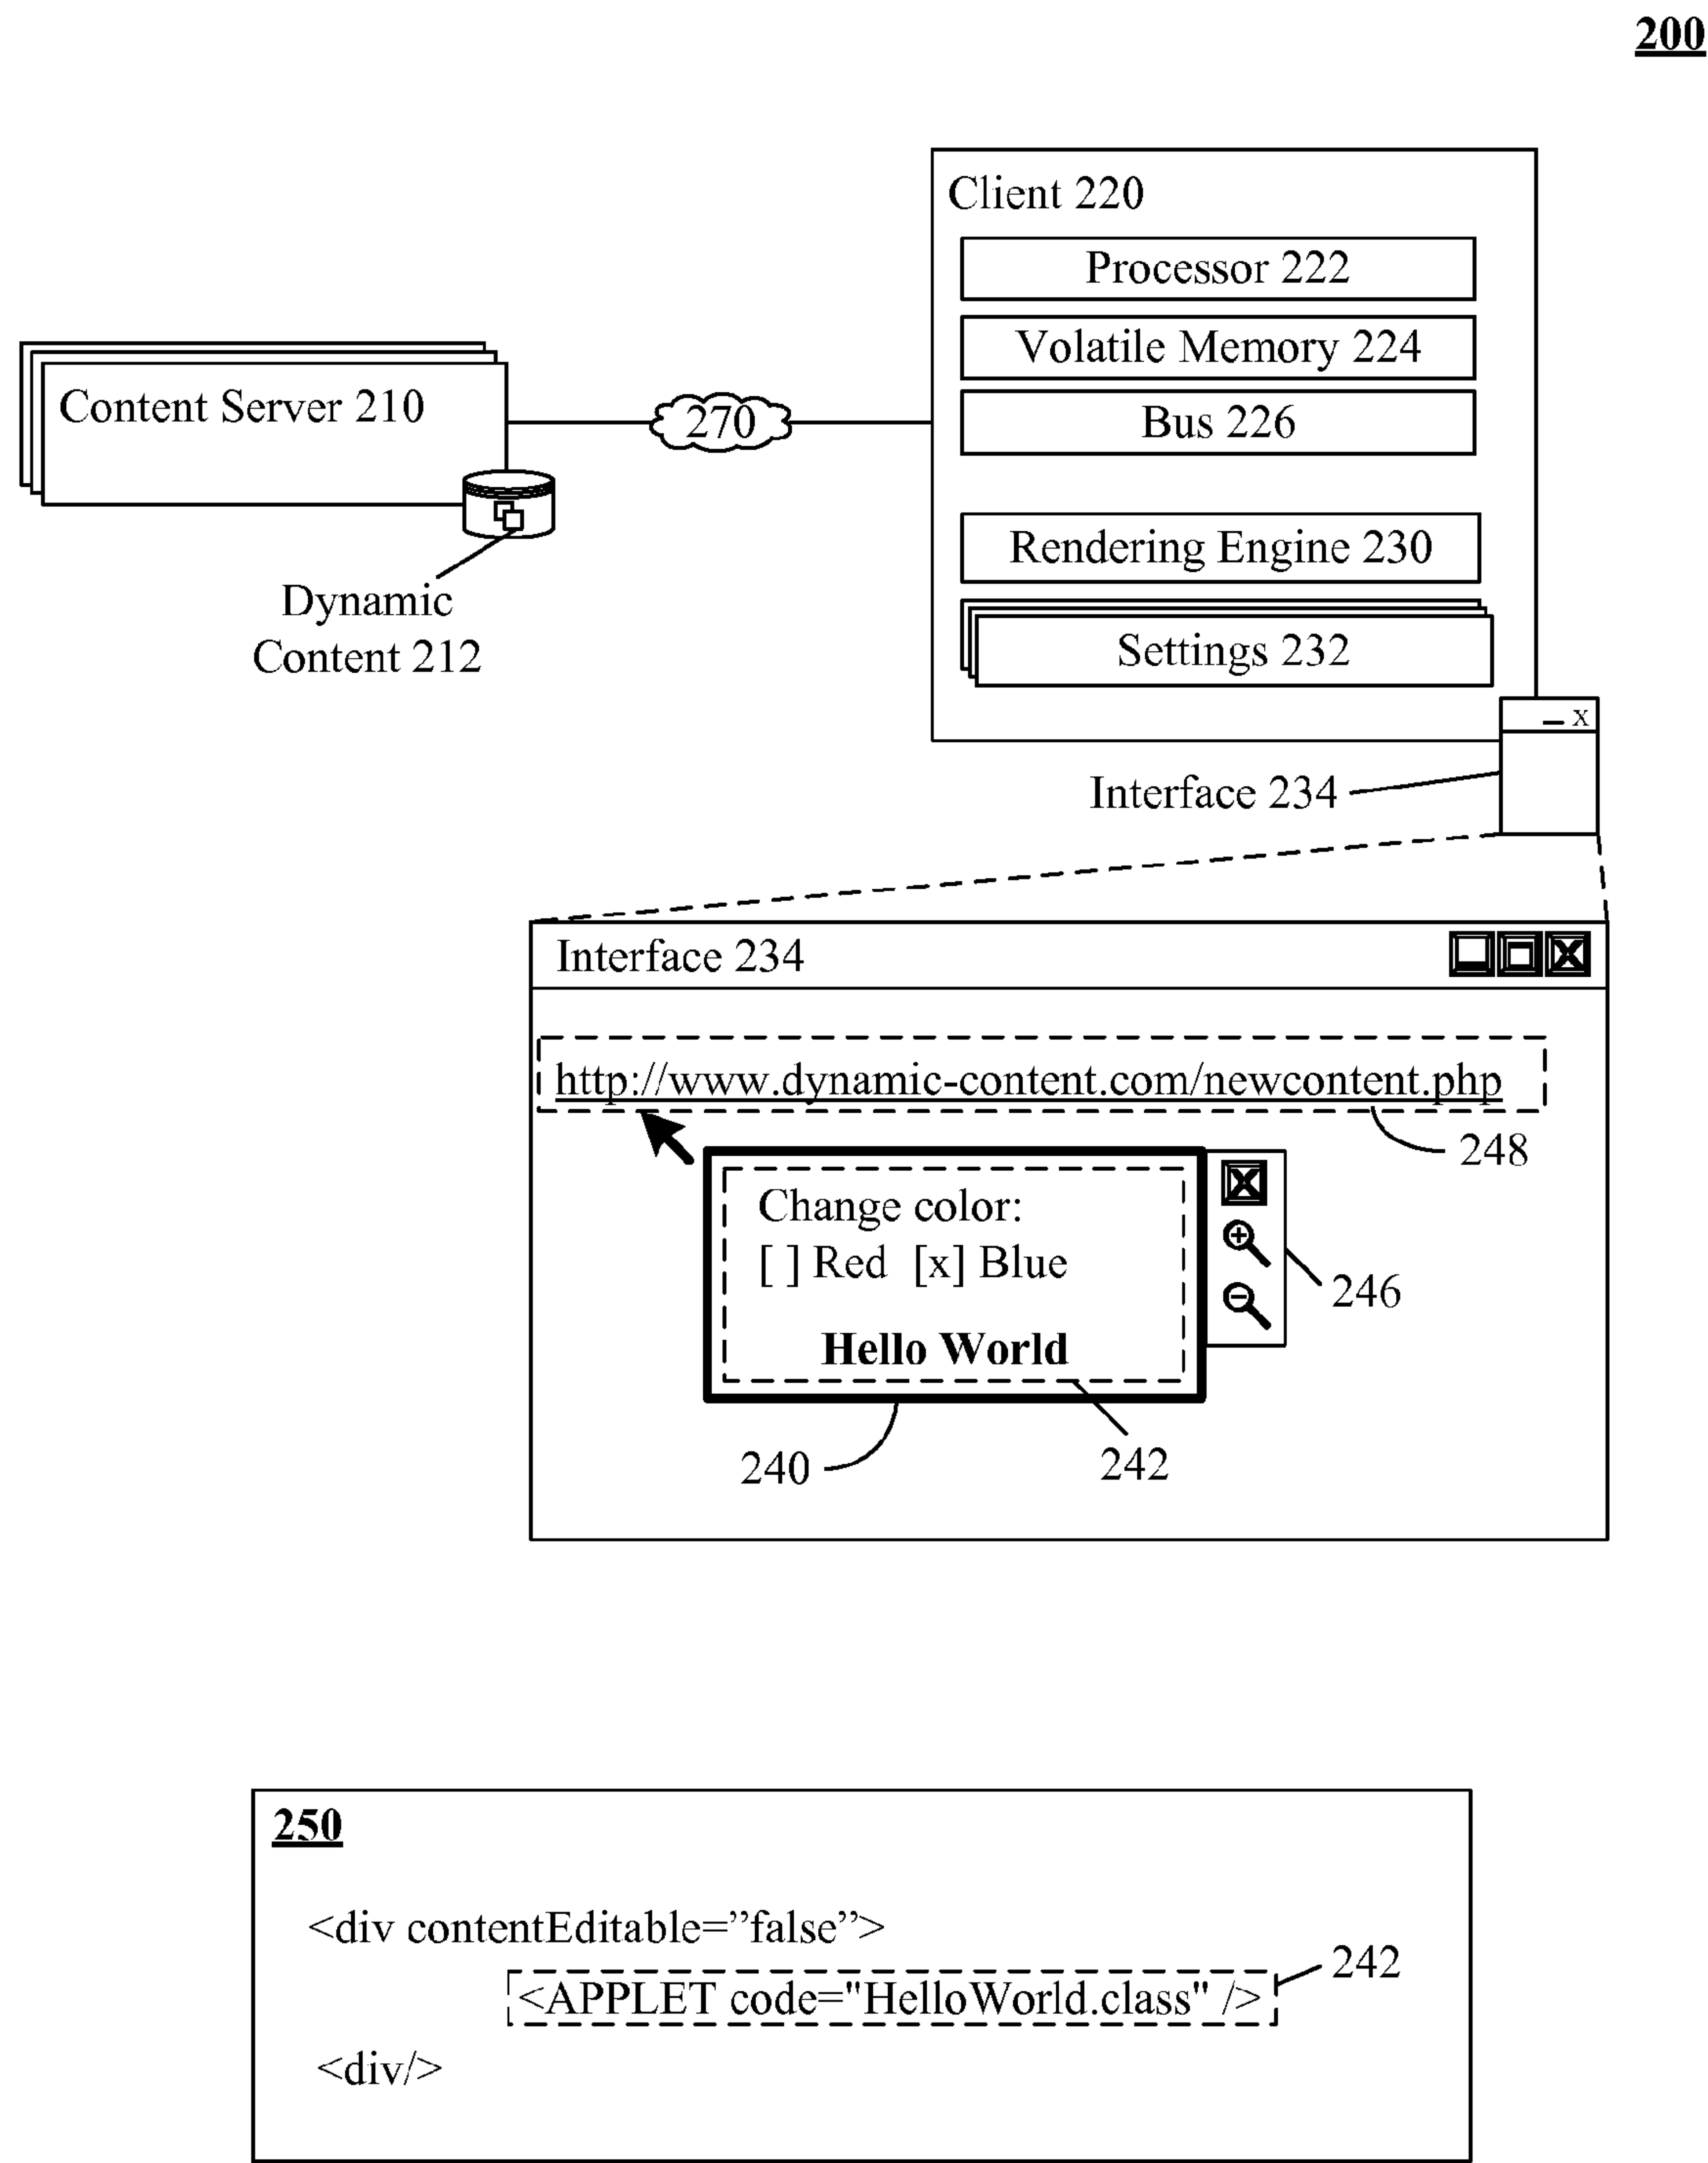 200
Client 220
Processor 222
Volatile Memory 224
Bus 226
Content Server 210
270
Rendering Engine 230
Dynamic
Content 212
Settings 232
_ x
Interface 234
Interface 234
X
http://www.dynamic-content.com/newcontent.php
248
X
Change color:
[ ] Red [x] Blue
246
Hello World
240
242
250
<div contentEditable=”false”>
242
<APPLET code="HelloWorld.class" />
<div/>